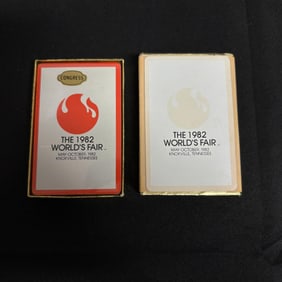 CONGRESS
THE 1982
WORLD'S FAIR
MAY-OCTOBER, 1982
KNOXVILLE, TENNESSEE
THE 1982
WORLD'S FAIR
MAY-OCTOBER, 1982
KNOXVILLE, TENNESSEE